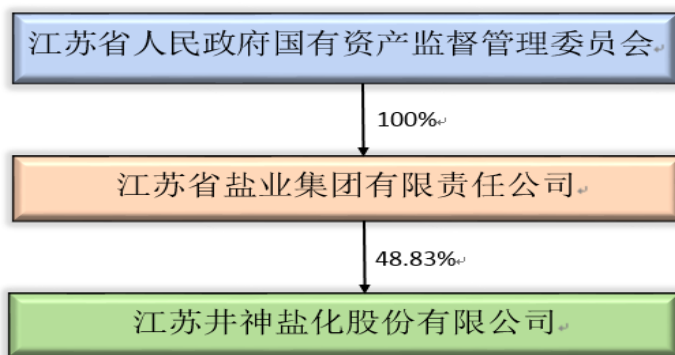 江苏省人民政府国有资产监督管理委员会
100%
江苏省盐业集团有限责任公司
48.83%
江苏井神盐化股份有限公司